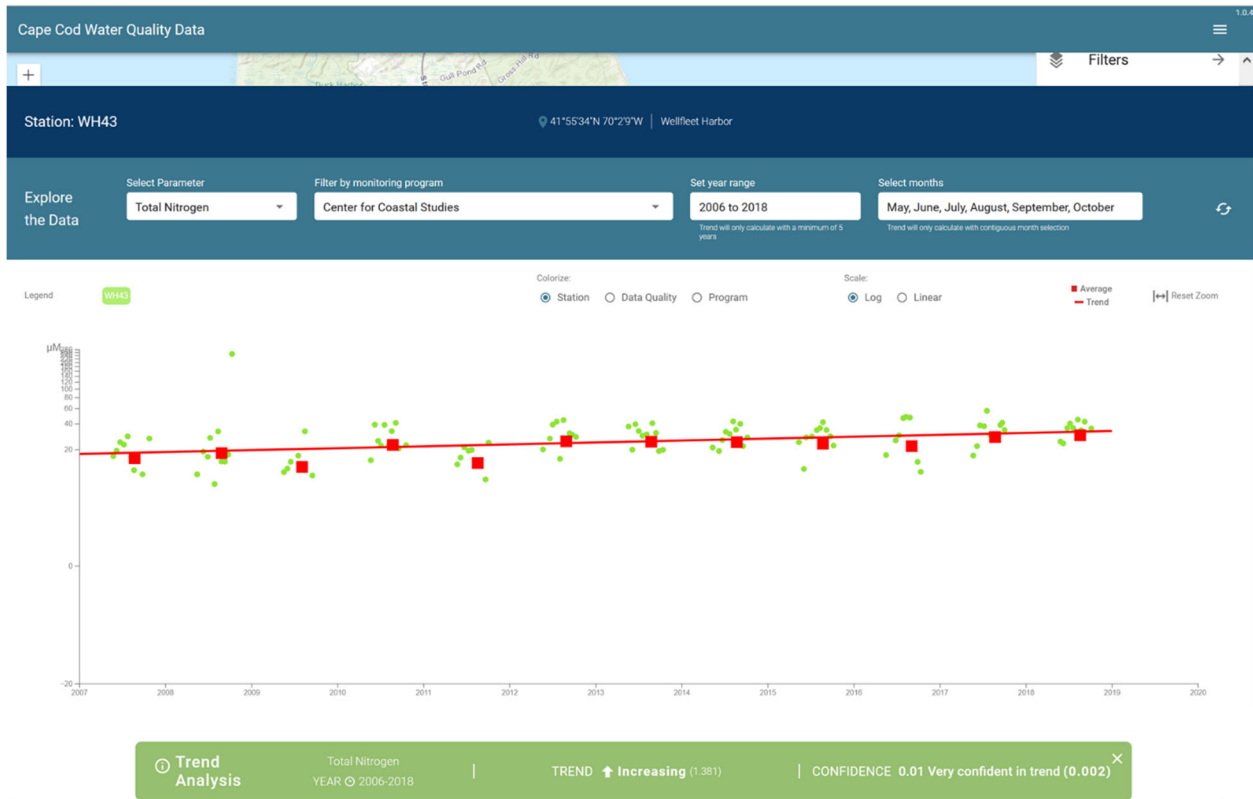 1.0.4
Cape Cod Water Quality Data
Gull Pond Rd
Gross Hill Rd
Duck Harbor
Filters
Station: WH43
41°55'34"N 70°2'9"W | Wellfleet Harbor
Explore
the Data
Select Parameter
Total Nitrogen
Filter by monitoring program
Center for Coastal Studies
Set year range
2006 to 2018
Trend will only calculate with a minimum of 5
years
Select months
May, June, July, August, September, October
Trend will only calculate with contiguous month selection
Legend
WH43
Colorize:
Station Data Quality Program
Scale:
Log Linear
Average
Trend
Reset Zoom
µM
140
120
100
80
60
40
20
0
-20
2007 2008 2009 2010 2011 2012 2013 2014 2015 2016 2017 2018 2019 2020
Trend
Analysis
Total Nitrogen
YEAR 2006-2018
TREND Increasing (1.381)
CONFIDENCE 0.01 Very confident in trend (0.002)